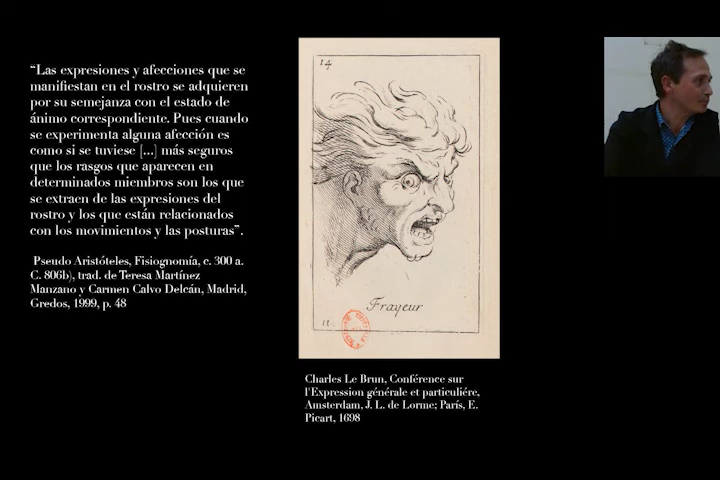 “Las expresiones y afecciones que se
manifiestan en el rostro se adquieren
por su semejanza con el estado de
ánimo correspondiente. Pues cuando
se experimenta alguna afección es
como si se tuviese [...] más seguros
que los rasgos que aparecen en
determinados miembros son los que
se extraen de las expresiones del
rostro y los que están relacionados
con los movimientos y las posturas”.
Pseudo Aristóteles, Fisiognomía, c. 300 a.
C. 806b), trad. de Teresa Martínez
Manzano y Carmen Calvo Delcán, Madrid,
Gredos, 1999, p. 48
14
Frayeur
11.
Charles Le Brun, Conférence sur
l'Expression générale et particuliére,
Amsterdam, J. L. de Lorme; París, E.
Picart, 1698